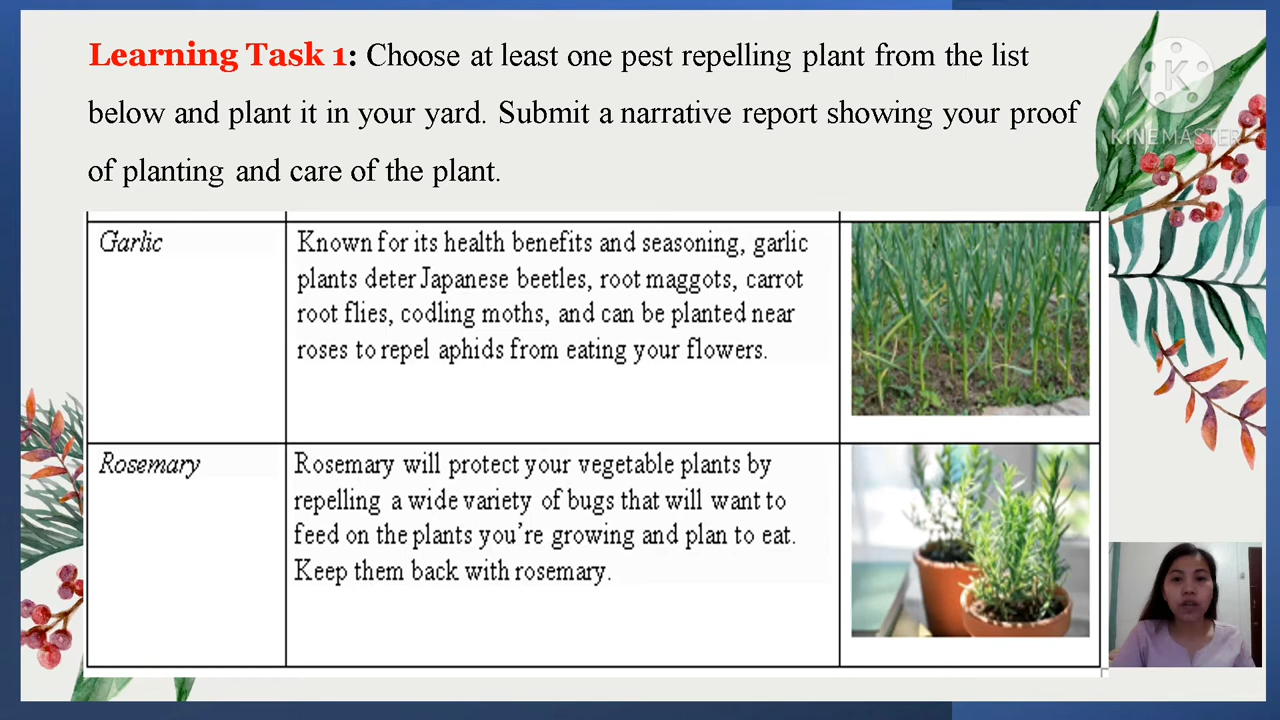 Learning Task 1: Choose at least one pest repelling plant from the list
below and plant it in your yard. Submit a narrative report showing your proof
of planting and care of the plant.
K
KINEMASTER
Garlic
Known for its health benefits and seasoning, garlic
plants deter Japanese beetles, root maggots, carrot
root flies, codling moths, and can be planted near
roses to repel aphids from eating your flowers.
Rosemary
Rosemary will protect your vegetable plants by
repelling a wide variety of bugs that will want to
feed on the plants you're growing and plan to eat.
Keep them back with rosemary.